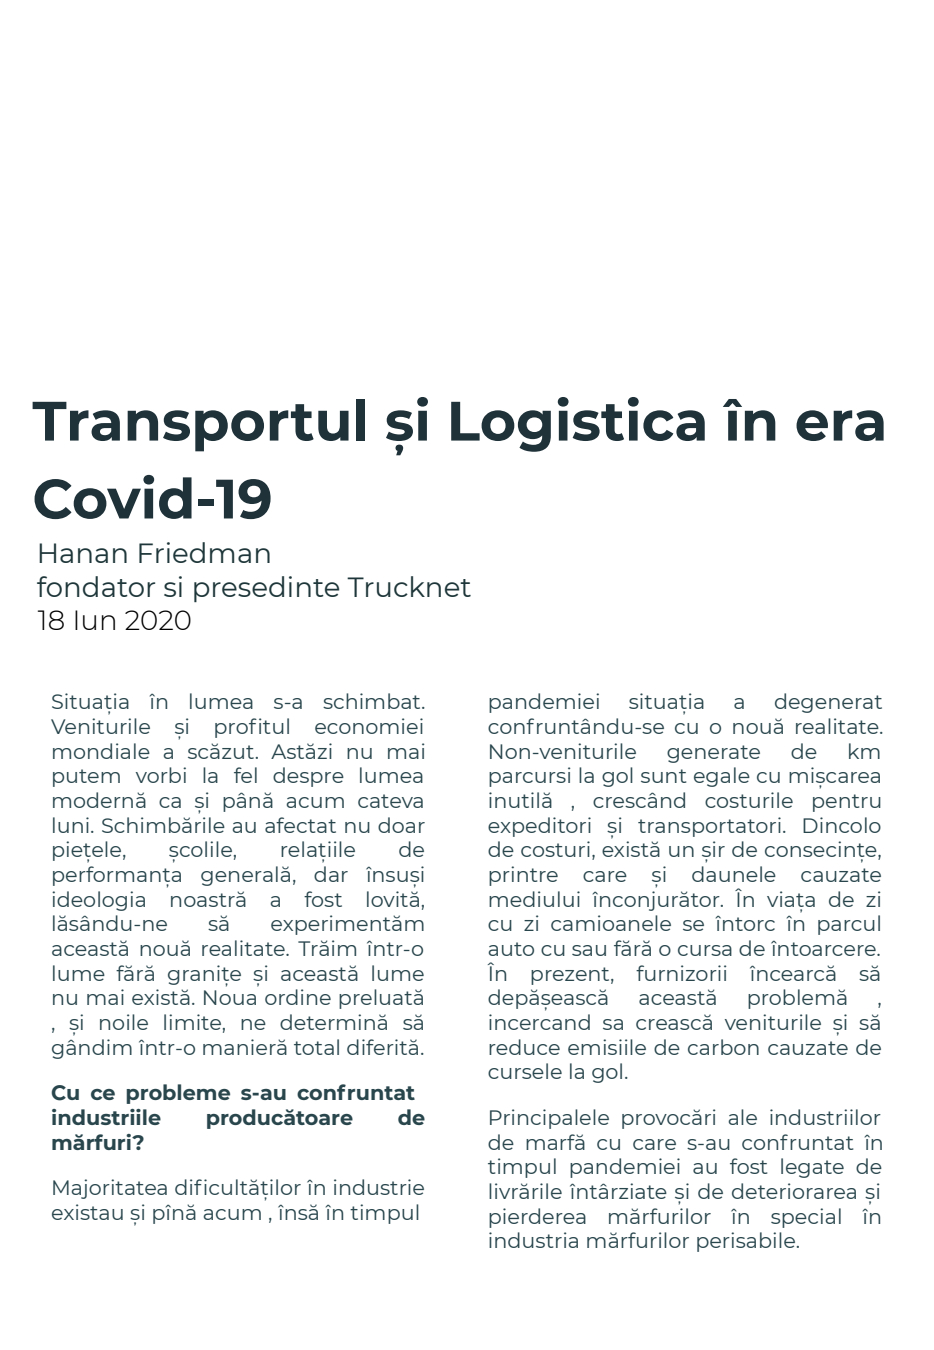 Transportul și Logistica în era
Covid-19
Hanan Friedman
fondator si presedinte Trucknet
18 Iun 2020
Situația în lumea s-a schimbat.
Veniturile și profitul economiei
mondiale a scăzut. Astăzi nu mai
putem vorbi la fel despre lumea
modernă ca și până acum cateva
luni. Schimbările au afectat nu doar
piețele, școlile, relațiile de
performanța generală, dar însuși
ideologia noastră a fost lovită,
lăsându-ne să experimentăm
această nouă realitate. Trăim într-o
lume fără granițe și această lume
nu mai există. Noua ordine preluată
, și noile limite, ne determină să
gândim într-o manieră total diferită.
Cu ce probleme s-au confruntat
industriile producătoare de
mărfuri?
Majoritatea dificultăților în industrie
existau și pînă acum , însă în timpul
pandemiei situația a degenerat
confruntându-se cu o nouă realitate.
Non-veniturile generate de km
parcursi la gol sunt egale cu mișcarea
inutilă , crescând costurile pentru
expeditori și transportatori. Dincolo
de costuri, există un șir de consecințe,
printre care și daunele cauzate
mediului înconjurător. În viața de zi
cu zi camioanele se întorc în parcul
auto cu sau fără o cursa de întoarcere.
În prezent, furnizorii încearcă să
depășească această problemă ,
incercand sa crească veniturile și să
reduce emisiile de carbon cauzate de
cursele la gol.
Principalele provocări ale industriilor
de marfă cu care s-au confruntat în
timpul pandemiei au fost legate de
livrările întârziate și de deteriorarea și
pierderea mărfurilor în special în
industria mărfurilor perisabile.